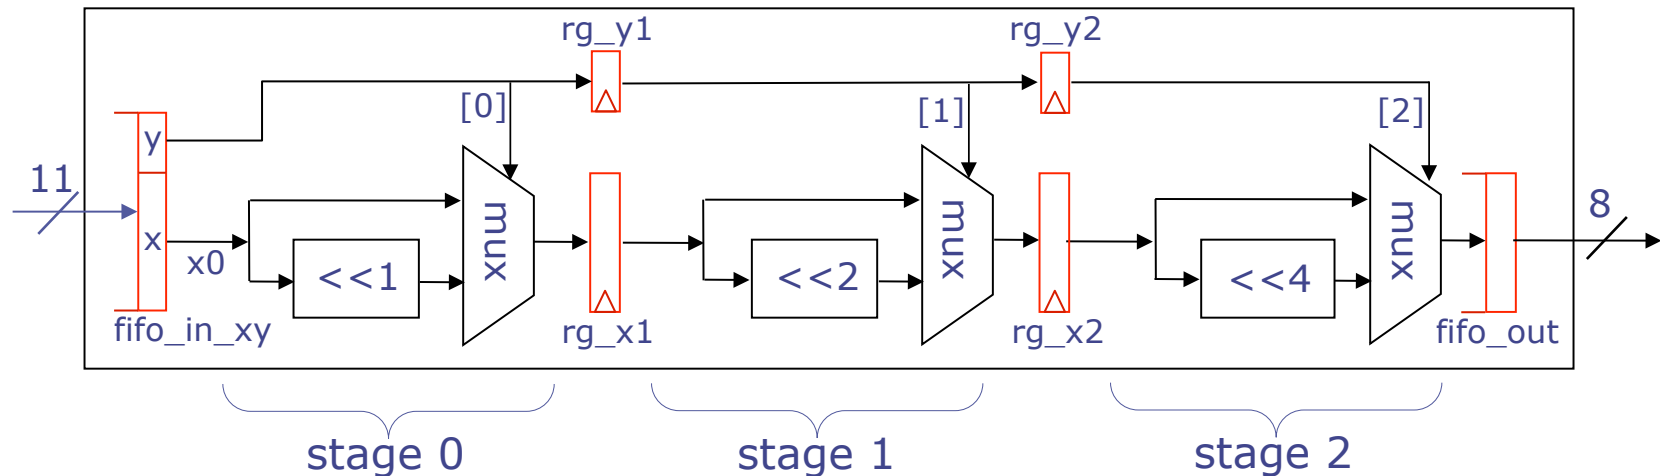 rg_y1
rg_y2
[0]
[1]
[2]
y
11
x
x0
<<1
mux
<<2
mux
<<4
mux
8
fifo_in_xy
rg_x1
rg_x2
fifo_out
stage 0
stage 1
stage 2